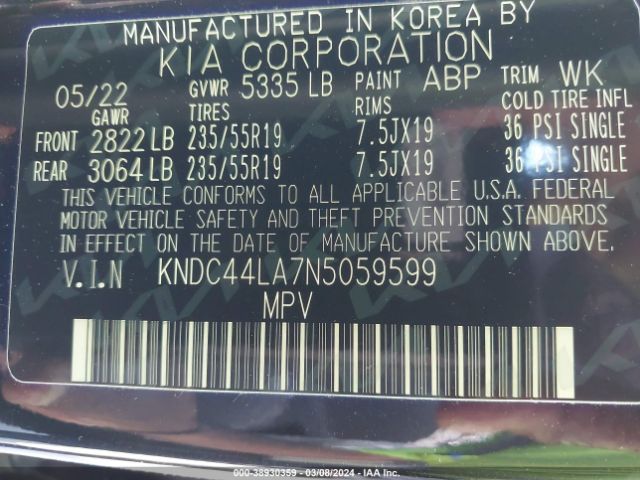 MANUFACTURED IN KOREA BY
KIA CORPORATION
05/22 GVWR 5335 LB PAINT ABP TRIM WK
GAWR TIRES RIMS COLD TIRE INFL
FRONT 2822 LB 235/55R19 7.5JX19 36 PSI SINGLE
REAR 3064 LB 235/55R19 7.5JX19 36 PSI SINGLE
THIS VEHICLE CONFORMS TO ALL APPLICABLE U.S.A. FEDERAL
MOTOR VEHICLE SAFETY AND THEFT PREVENTION STANDARDS
IN EFFECT ON THE DATE OF MANUFACTURE SHOWN ABOVE.
V.I.N KNDC44LA7N5059599
MPV
000-38930359 - 03/08/2024 - IAA Inc.